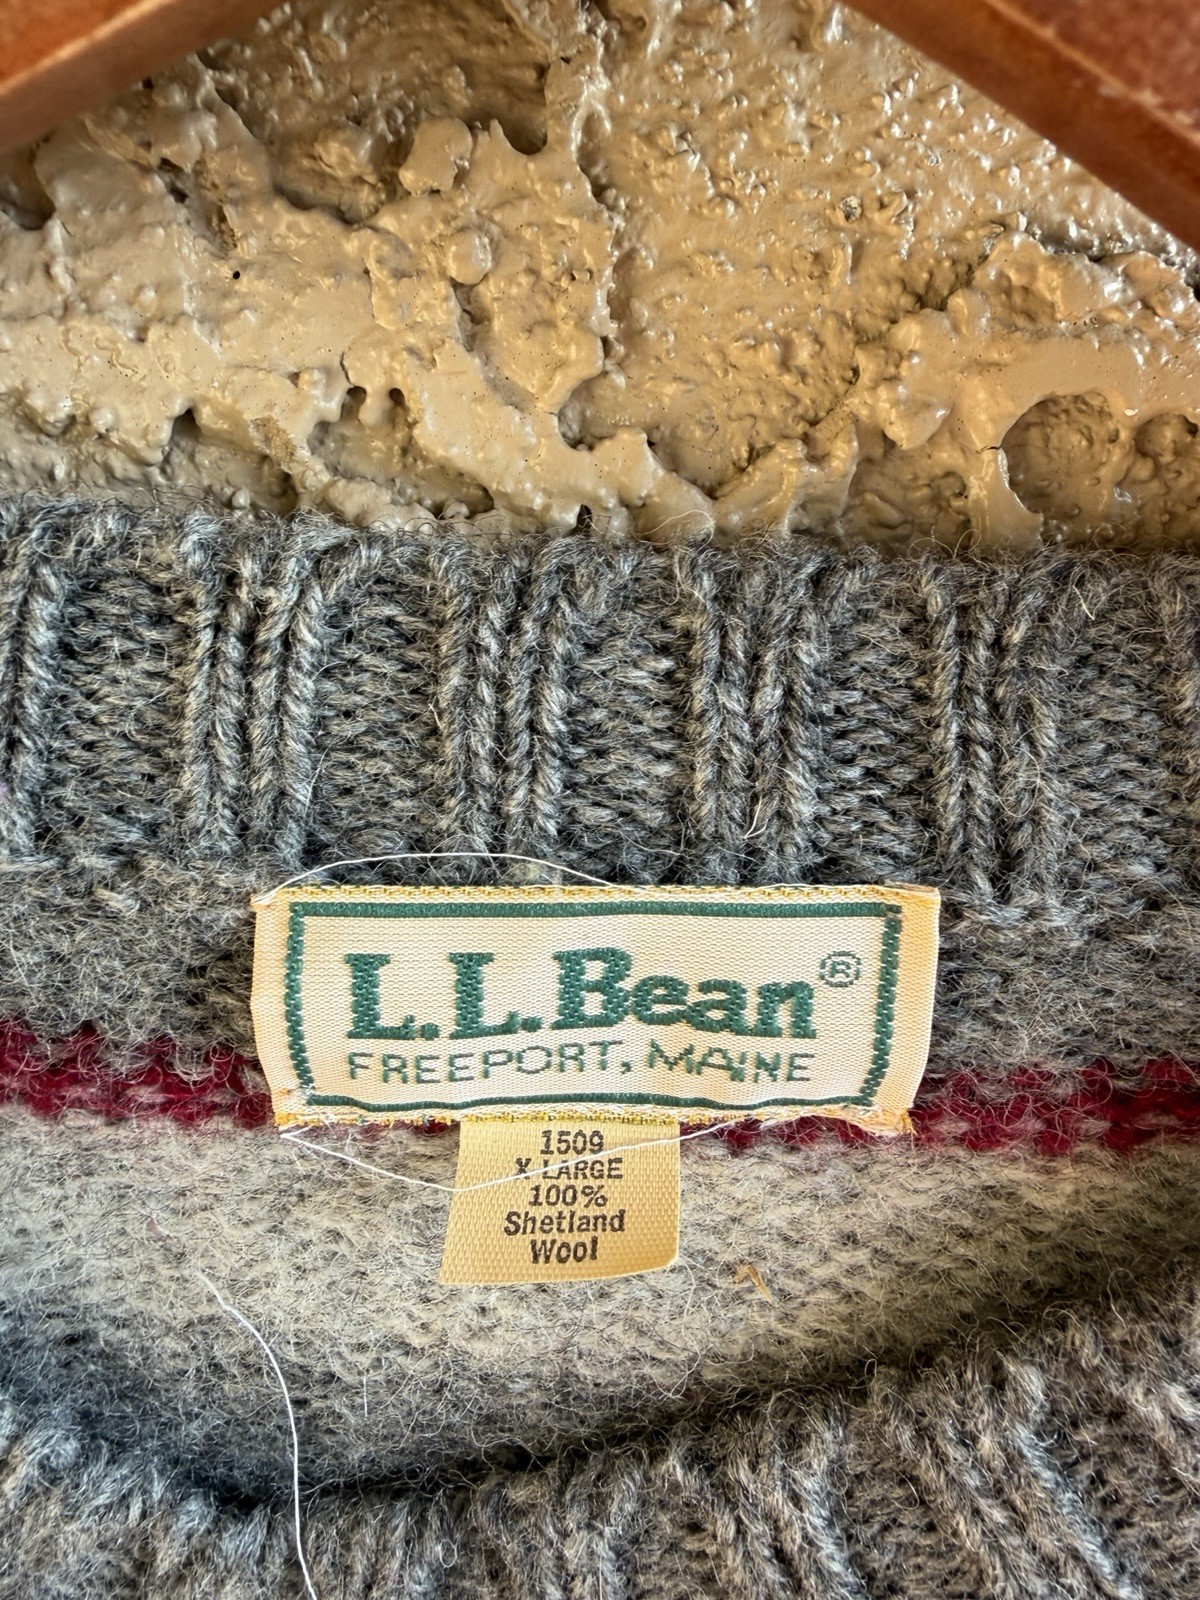 L.L.Bean®
FREEPORT, MAINE
1509
X LARGE
100%
Shetland
Wool